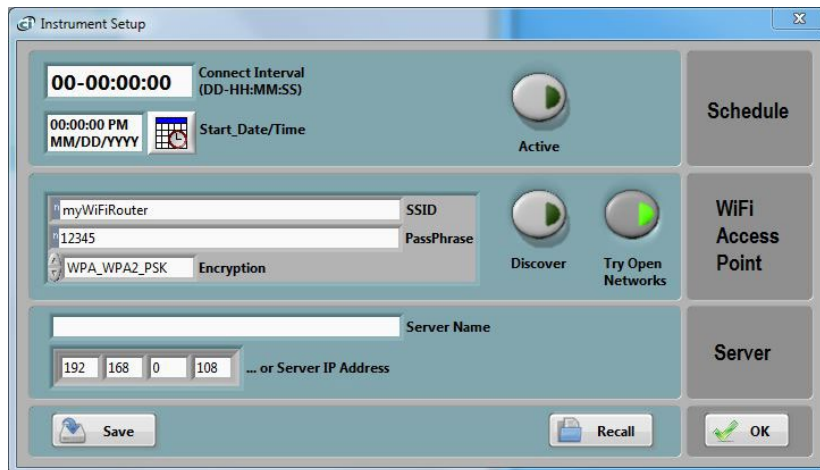 Instrument Setup
00-00:00:00
Connect Interval
(DD-HH:MM:SS)
00:00:00 PM
MM/DD/YYYY
Start_Date/Time
Active
Schedule
myWiFiRouter
SSID
12345
PassPhrase
WPA_WPA2_PSK
Encryption
Discover
Try Open
Networks
WiFi
Access
Point
Server Name
192 168 0 108
... or Server IP Address
Server
Save
Recall
OK